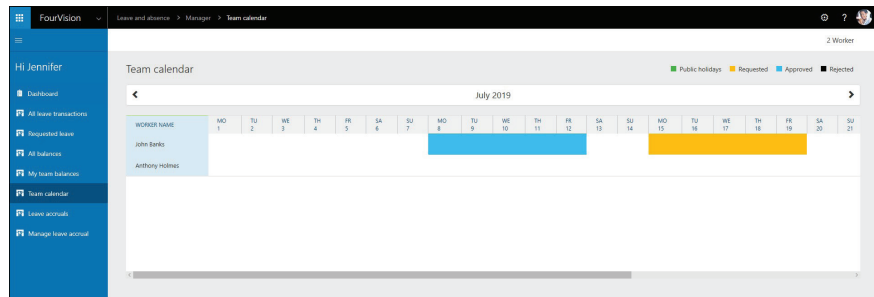 FourVision
Leave and absence > Manager > Team calendar
?
2 Worker
Hi Jennifer
Dashboard
All leave transactions
Requested leave
All balances
My team balances
Team calendar
Leave accruals
Manage leave accrual
Team calendar
Public holidays Requested Approved Rejected
July 2019
WORKER NAME MO TU WE TH FR SA SU MO TU WE TH FR SA SU MO TU WE TH FR SA SU
1 2 3 4 5 6 7 8 9 10 11 12 13 14 15 16 17 18 19 20 21
John Banks
Anthony Holmes